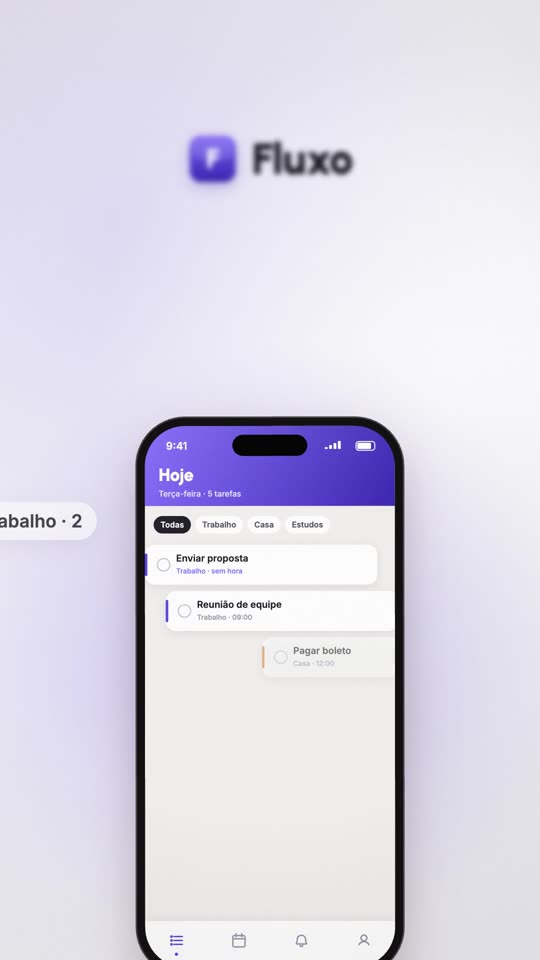 F Fluxo
9:41
Hoje
Terça-feira · 5 tarefas
abalho · 2
Todas Trabalho Casa Estudos
Enviar proposta
Trabalho · sem hora
Reunião de equipe
Trabalho · 09:00
Pagar boleto
Casa · 12:00